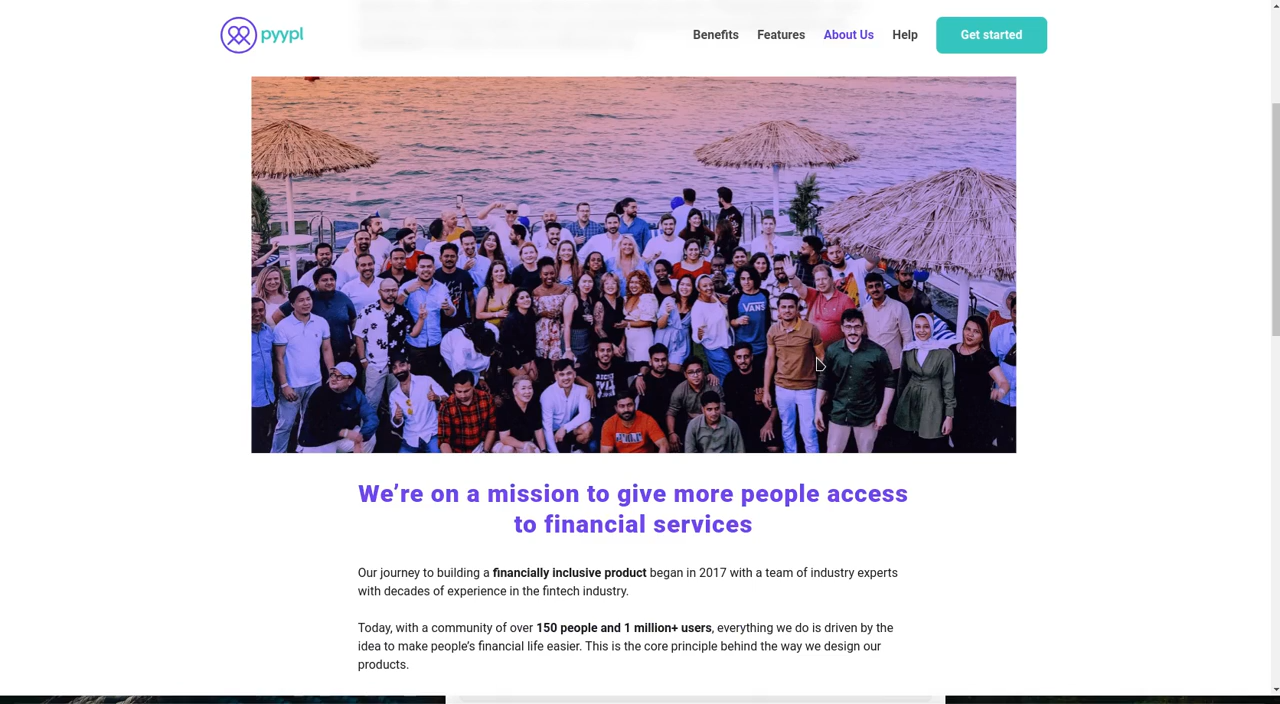 pyypl
Benefits
Features
About Us
Help
Get started
VANS
We’re on a mission to give more people access
to financial services
Our journey to building a financially inclusive product began in 2017 with a team of industry experts
with decades of experience in the fintech industry.
Today, with a community of over 150 people and 1 million+ users, everything we do is driven by the
idea to make people’s financial life easier. This is the core principle behind the way we design our
products.